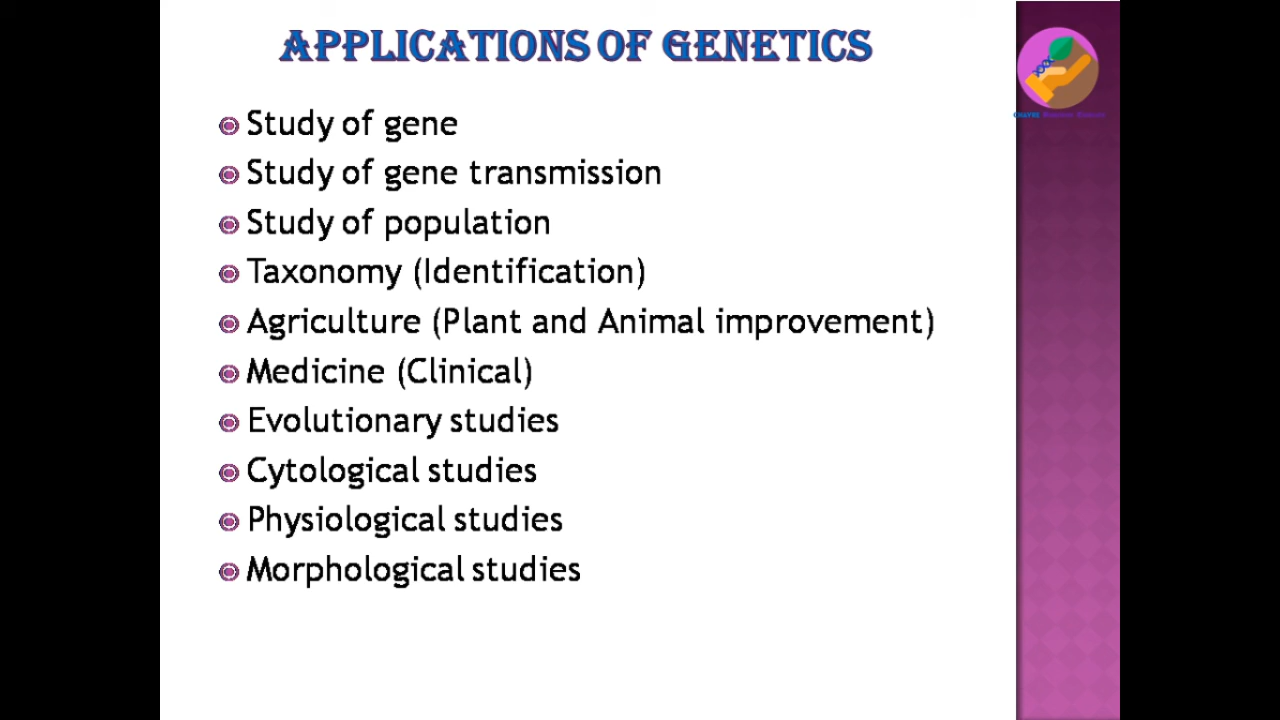 APPLICATIONS OF GENETICS
Study of gene
Study of gene transmission
Study of population
Taxonomy (Identification)
Agriculture (Plant and Animal improvement)
Medicine (Clinical)
Evolutionary studies
Cytological studies
Physiological studies
Morphological studies